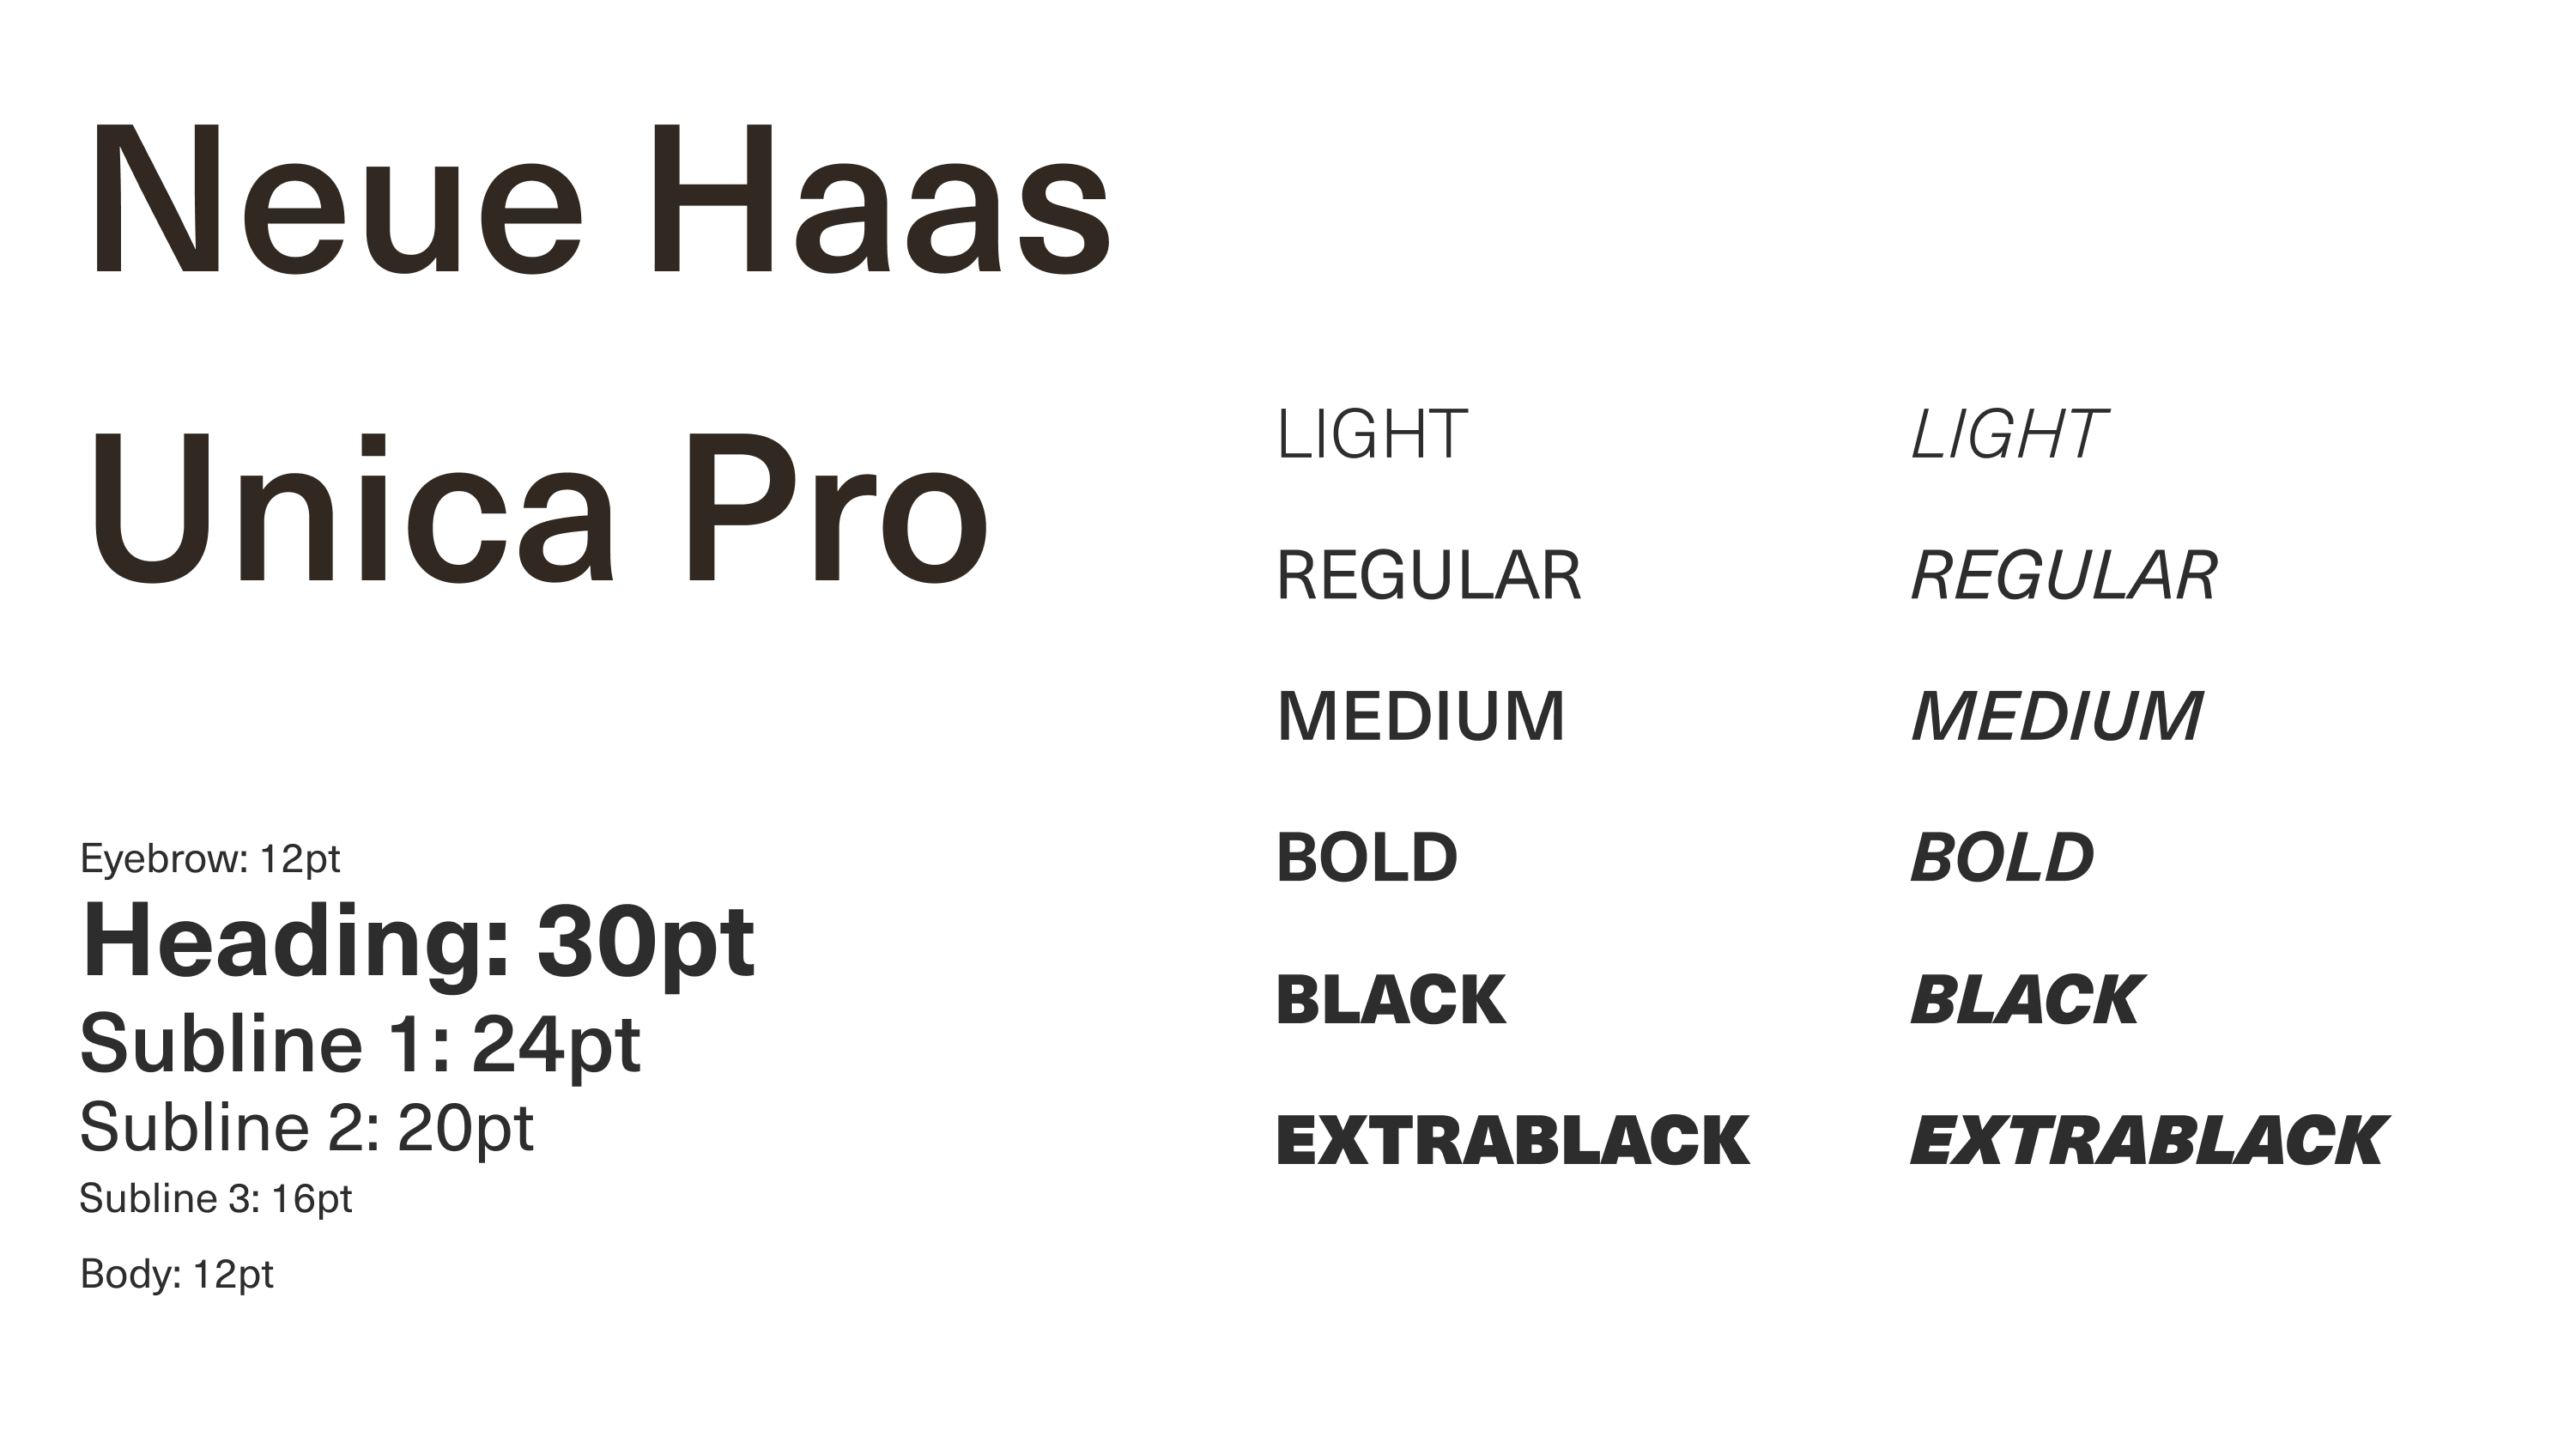 Neue Haas
Unica Pro
Eyebrow: 12pt
Heading: 30pt
Subline 1: 24pt
Subline 2: 20pt
Subline 3: 16pt
Body: 12pt
LIGHT
REGULAR
MEDIUM
BOLD
BLACK
EXTRABLACK
LIGHT
REGULAR
MEDIUM
BOLD
BLACK
EXTRABLACK